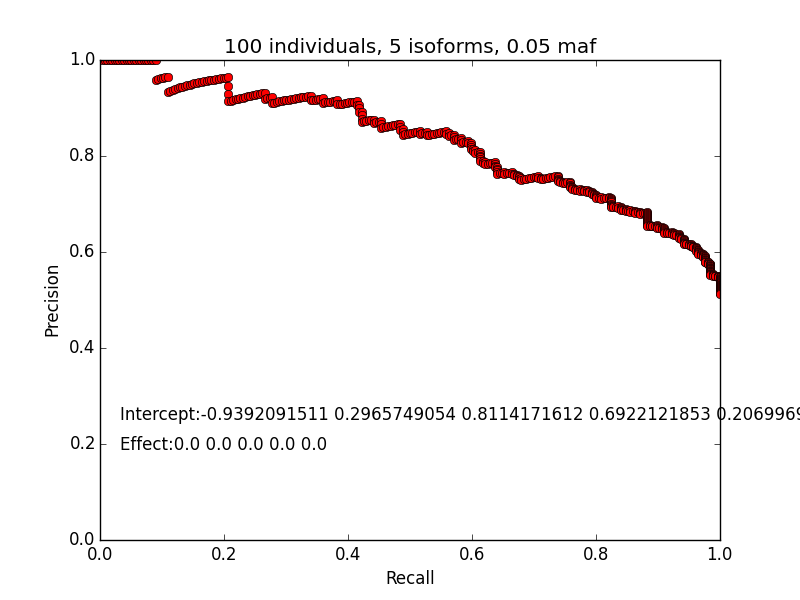 100 individuals, 5 isoforms, 0.05 maf
1.0
0.8
0.6
0.4
0.2
0.0
Precision
Intercept:-0.9392091511 0.2965749054 0.8114171612 0.6922121853 0.2069969
Effect:0.0 0.0 0.0 0.0 0.0
0.0 0.2 0.4 0.6 0.8 1.0
Recall